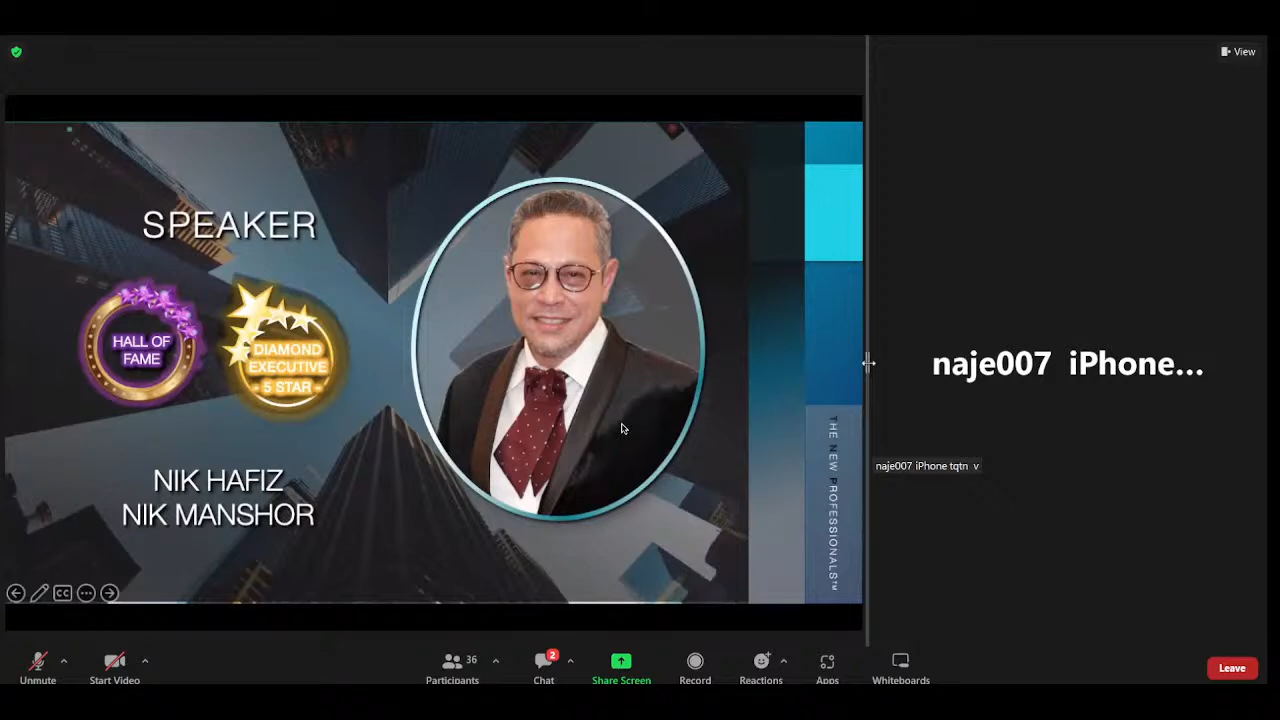 View
SPEAKER
HALL OF
FAME
DIAMOND
EXECUTIVE
- 5 STAR -
NIK HAFIZ
NIK MANSHOR
THE NEW PROFESSIONALS™
naje007 iPhone...
naje007 iPhone tqtn v
CC
Unmute
Start Video
36
Participants
2
Chat
Share Screen
Record
Reactions
Apps
Whiteboards
Leave